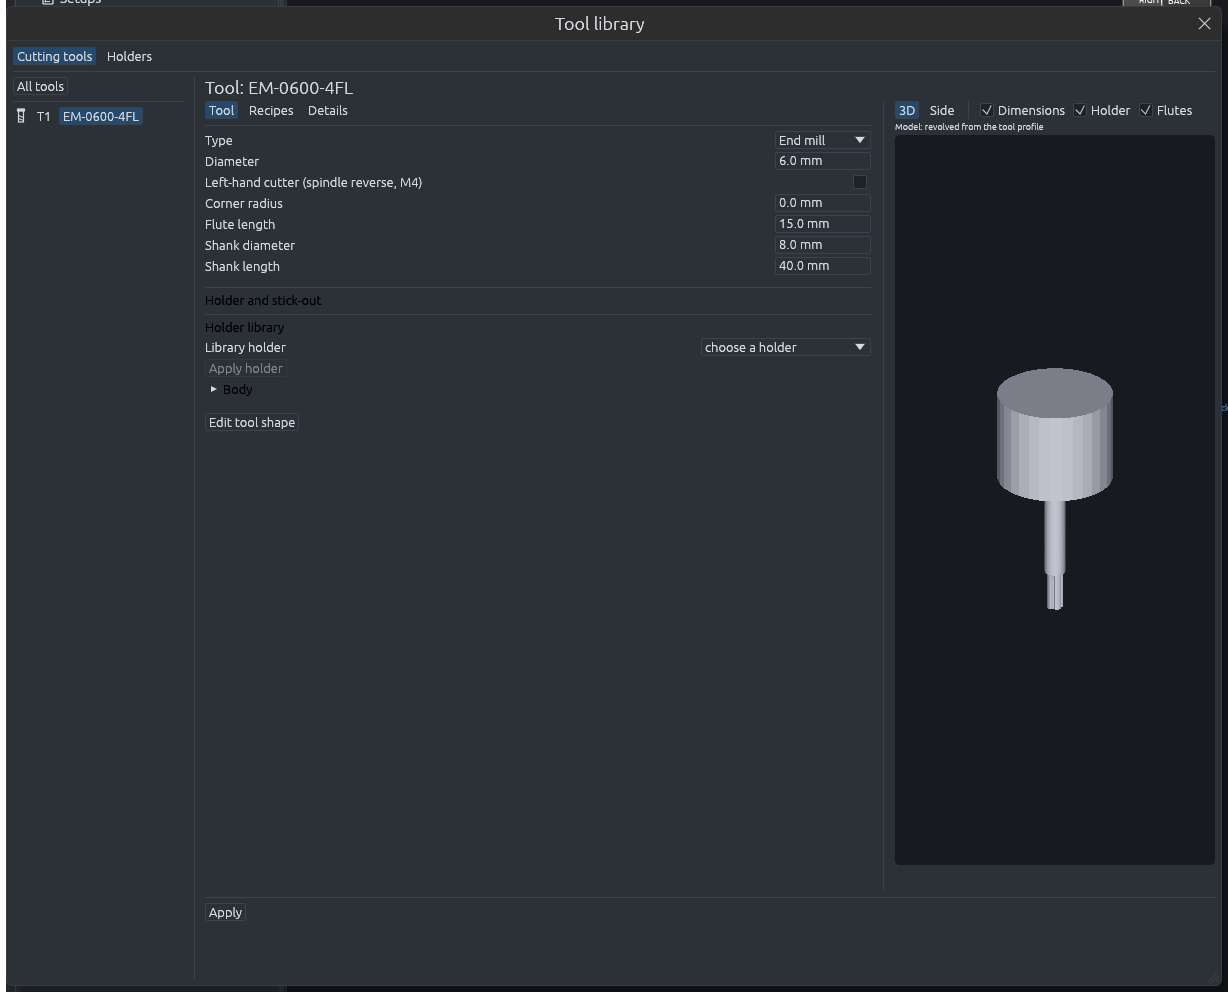 Setups
RIGHT BACK
Tool library
Cutting tools Holders
All tools
T1 EM-0600-4FL
Tool: EM-0600-4FL
Tool Recipes Details
3D Side Dimensions Holder Flutes
Model: revolved from the tool profile
Type End mill
Diameter 6.0 mm
Left-hand cutter (spindle reverse, M4)
Corner radius 0.0 mm
Flute length 15.0 mm
Shank diameter 8.0 mm
Shank length 40.0 mm
Holder and stick-out
Holder library
Library holder choose a holder
Apply holder
Body
Edit tool shape
Apply